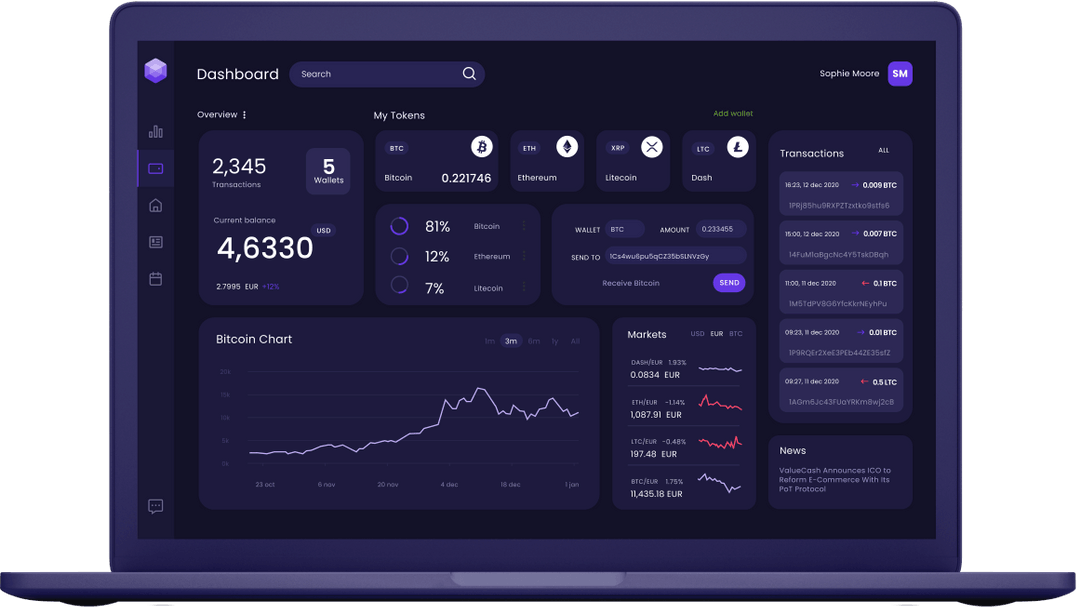 Dashboard
Search
Sophie Moore
SM
Overview
My Tokens
Add wallet
2,345
Transactions
5
Wallets
Current balance
USD
4,6330
2.7995 EUR +12%
BTC
Bitcoin
0.221746
ETH
Ethereum
XRP
Litecoin
LTC
Dash
81% Bitcoin
12% Ethereum
7% Litecoin
WALLET BTC AMOUNT 0.233455
SEND TO 1Cs4wu6pu5qCZ35bSLNVzGy
Receive Bitcoin SEND
Transactions ALL
16:23, 12 dec 2020 → 0.009 BTC
1PRj85hu9RXPZTzxtko9stfs6
15:00, 12 dec 2020 → 0.007 BTC
14FuM1aBgcNc4Y5TskDBqh
11:00, 11 dec 2020 ← 0.1 BTC
1M5TdPV8G6YfcKkrNEyhPu
09:23, 11 dec 2020 → 0.01 BTC
1P9RQEr2XeE3PEb44ZE35sfZ
09:27, 11 dec 2020 ← 0.5 LTC
1AGm6Jc43FUaYRKm8wj2cB
Bitcoin Chart
1m 3m 6m 1y All
23 oct 6 nov 20 nov 4 dec 18 dec 1 jan
Markets USD EUR BTC
DASH/EUR 1.93%
0.0834 EUR
ETH/EUR -1.14%
1,087.91 EUR
LTC/EUR -0.48%
197.48 EUR
BTC/EUR 1.75%
11,435.18 EUR
News
ValueCash Announces ICO to
Reform E-Commerce With Its
PoT Protocol